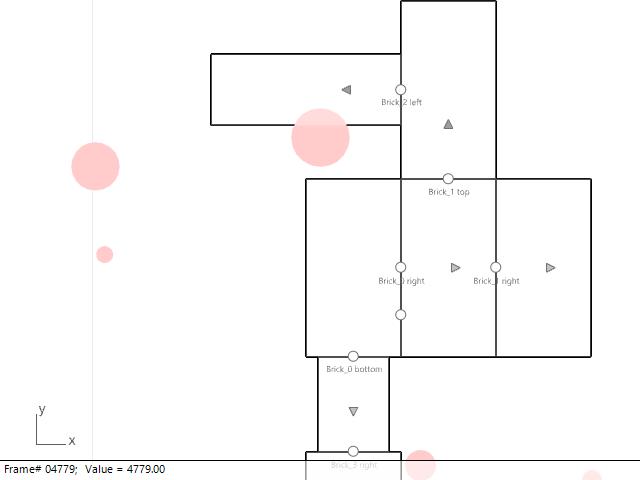 Brick_2 left
Brick_1 top
Brick_0 right
Brick_1 right
Brick_0 bottom
y
x
Brick_3 right
Frame# 04779; Value = 4779.00